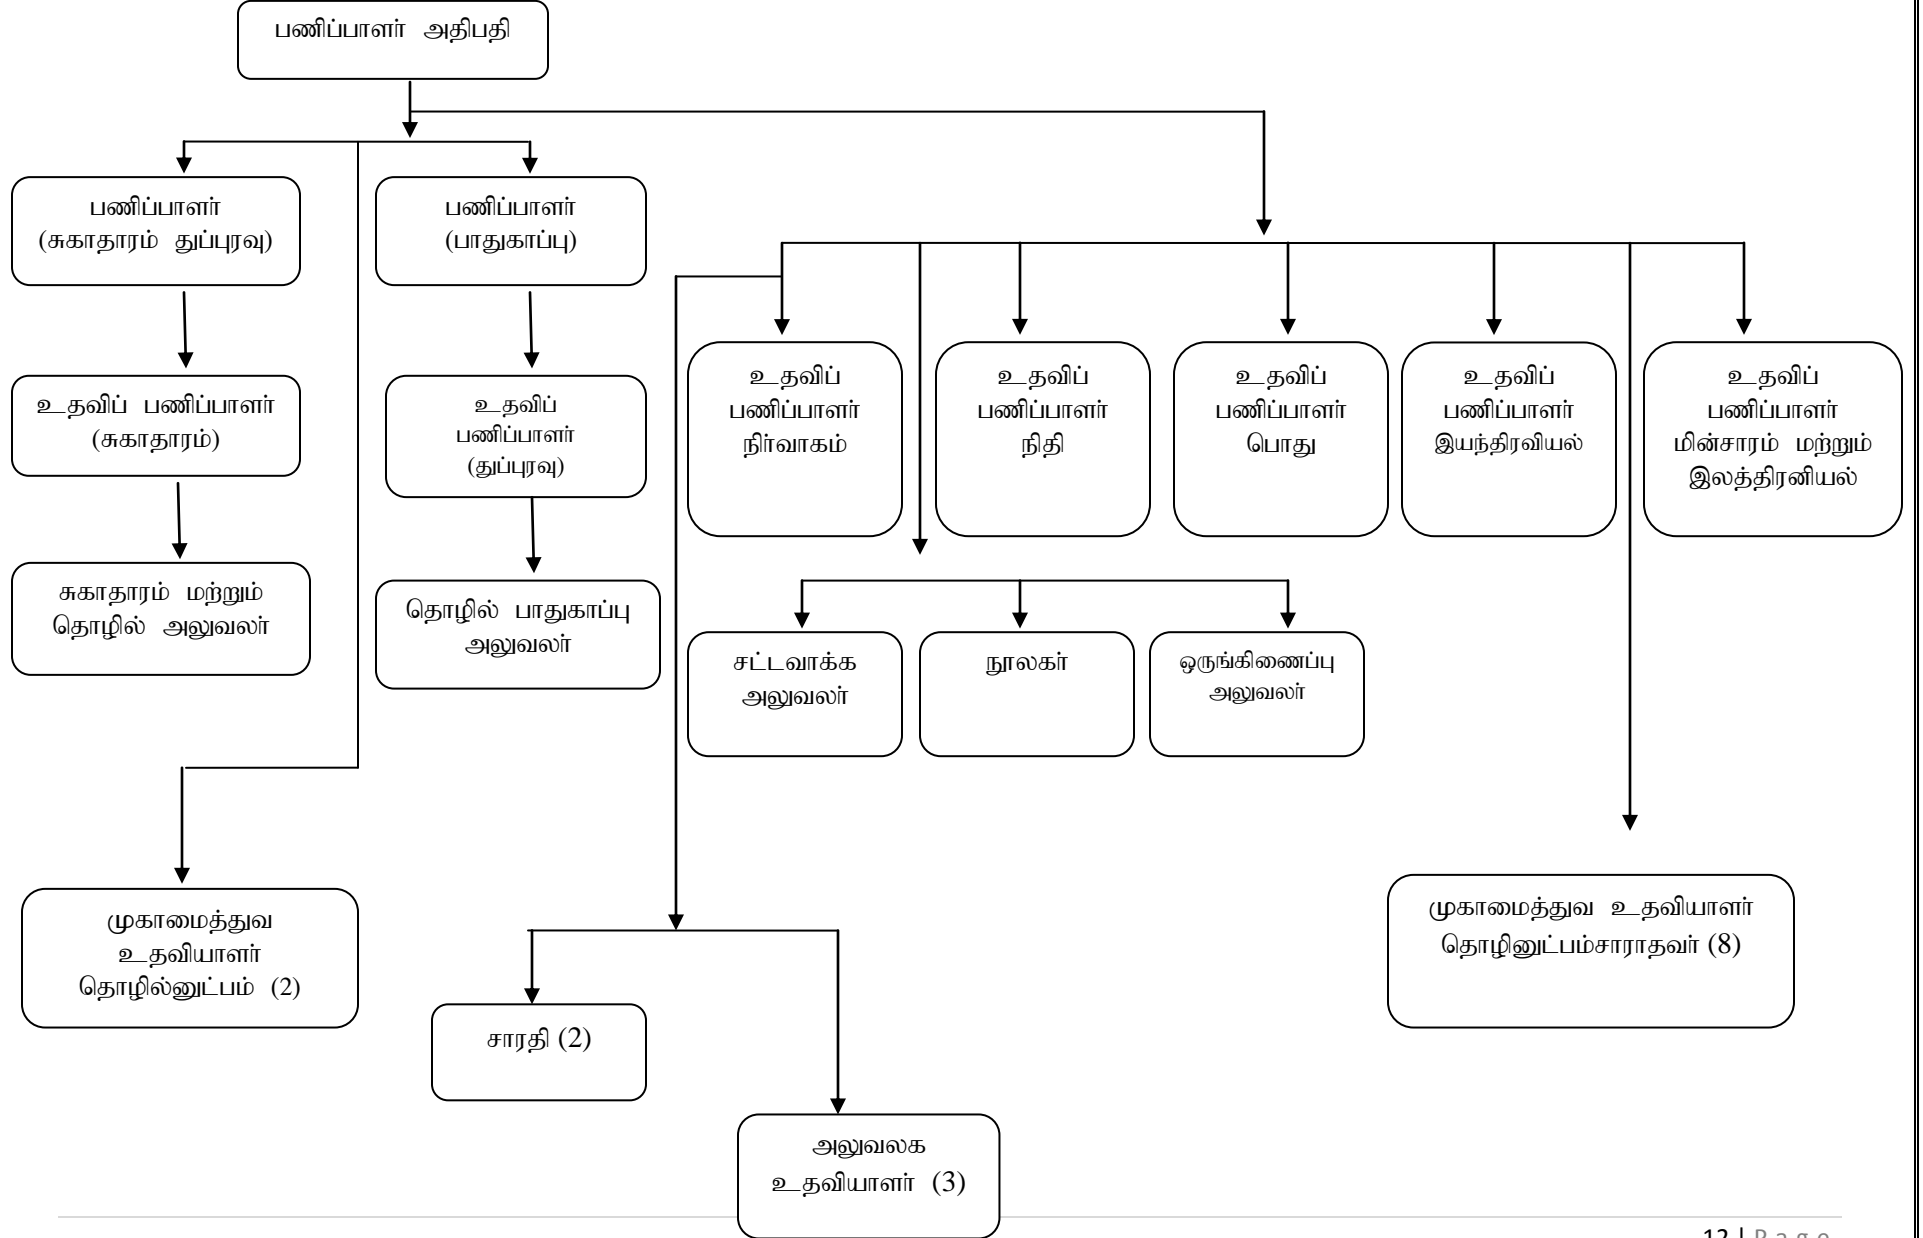 பணிப்பாளர் அதிபதி
பணிப்பாளர்
(சுகாதாரம் துப்புரவு)
பணிப்பாளர்
(பாதுகாப்பு)
உதவிப் பணிப்பாளர்
(சுகாதாரம்)
உதவிப்
பணிப்பாளர்
(துப்புரவு)
உதவிப்
பணிப்பாளர்
நிர்வாகம்
உதவிப்
பணிப்பாளர்
நிதி
உதவிப்
பணிப்பாளர்
பொது
உதவிப்
பணிப்பாளர்
இயந்திரவியல்
உதவிப்
பணிப்பாளர்
மின்சாரம் மற்றும்
இலத்திரனியல்
சுகாதாரம் மற்றும்
தொழில் அலுவலர்
தொழில் பாதுகாப்பு
அலுவலர்
சட்டவாக்க
அலுவலர்
நூலகர்
ஒருங்கிணைப்பு
அலுவலர்
முகாமைத்துவ
உதவியாளர்
தொழில்னுட்பம் (2)
முகாமைத்துவ உதவியாளர்
தொழினுட்பம்சாராதவர் (8)
சாரதி (2)
அலுவலக
உதவியாளர் (3)
12 | P a g e